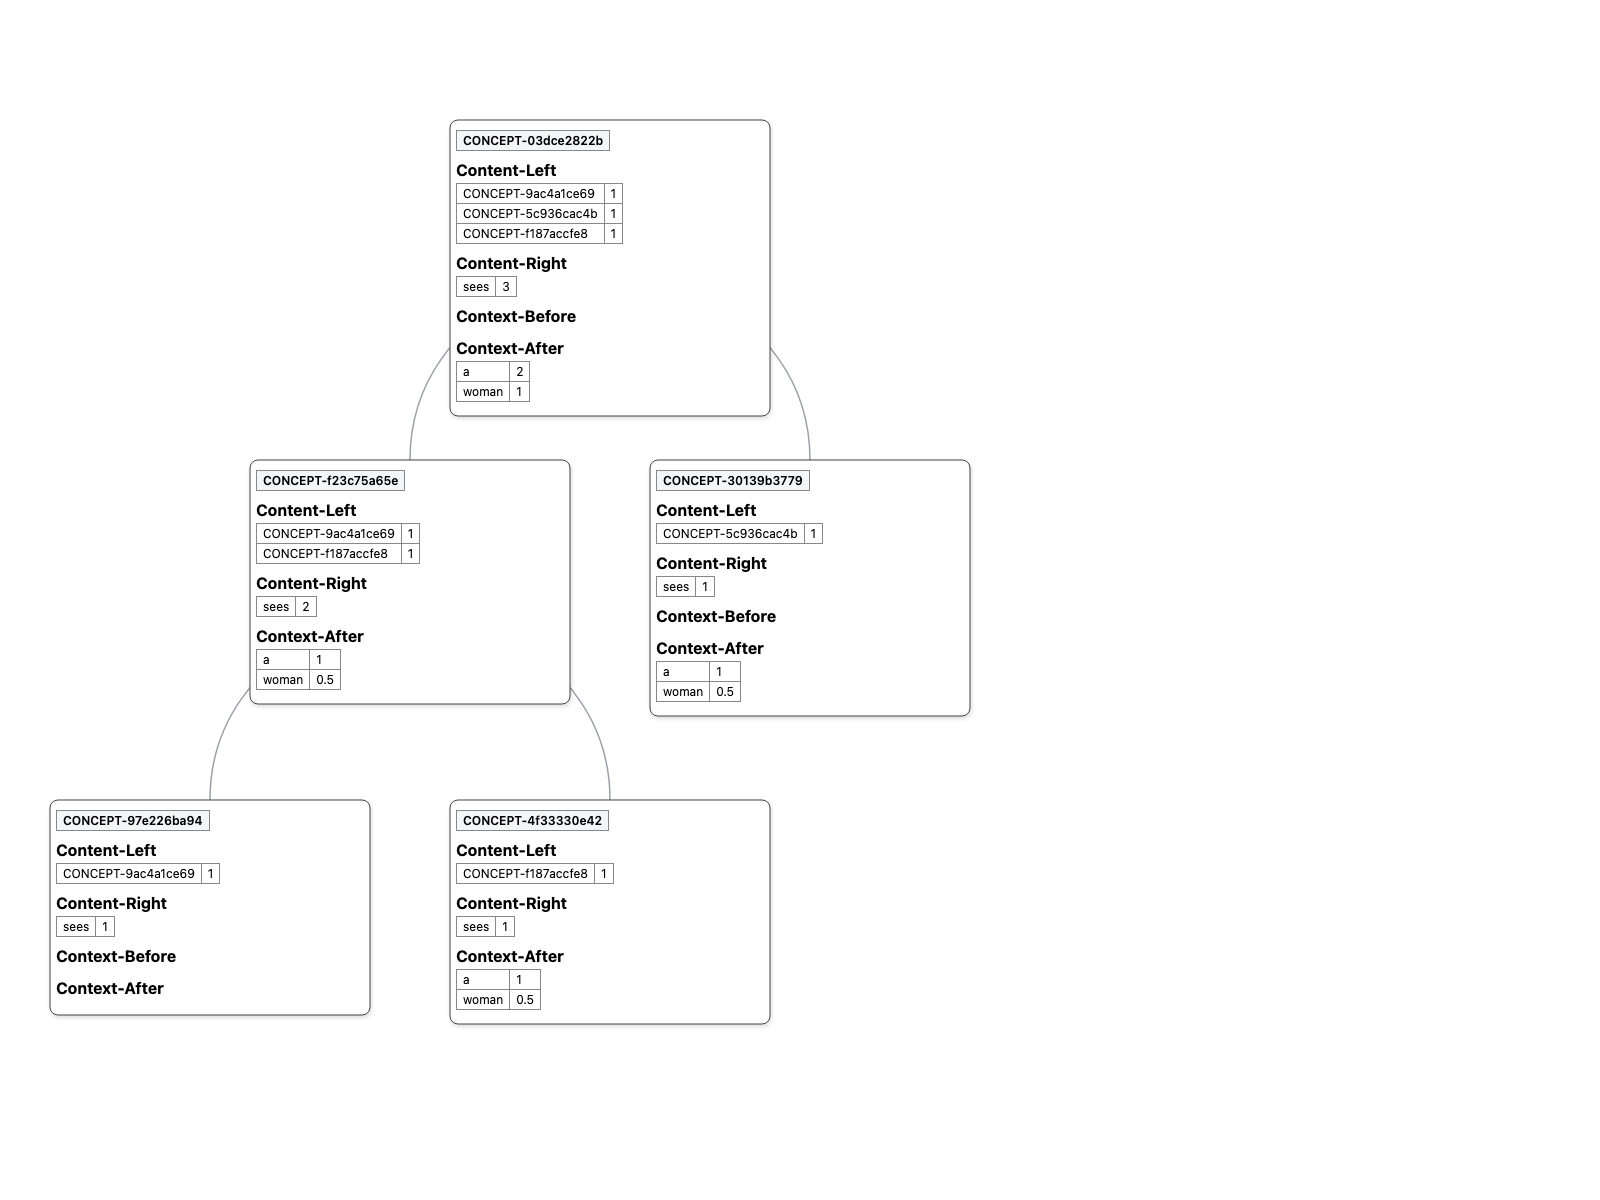 CONCEPT-03dce2822b
Content-Left
CONCEPT-9ac4a1ce69 1
CONCEPT-5c936cac4b 1
CONCEPT-f187accfe8 1
Content-Right
sees 3
Context-Before
Context-After
a 2
woman 1
CONCEPT-f23c75a65e
Content-Left
CONCEPT-9ac4a1ce69 1
CONCEPT-f187accfe8 1
Content-Right
sees 2
Context-After
a 1
woman 0.5
CONCEPT-30139b3779
Content-Left
CONCEPT-5c936cac4b 1
Content-Right
sees 1
Context-Before
Context-After
a 1
woman 0.5
CONCEPT-97e226ba94
Content-Left
CONCEPT-9ac4a1ce69 1
Content-Right
sees 1
Context-Before
Context-After
CONCEPT-4f33330e42
Content-Left
CONCEPT-f187accfe8 1
Content-Right
sees 1
Context-After
a 1
woman 0.5